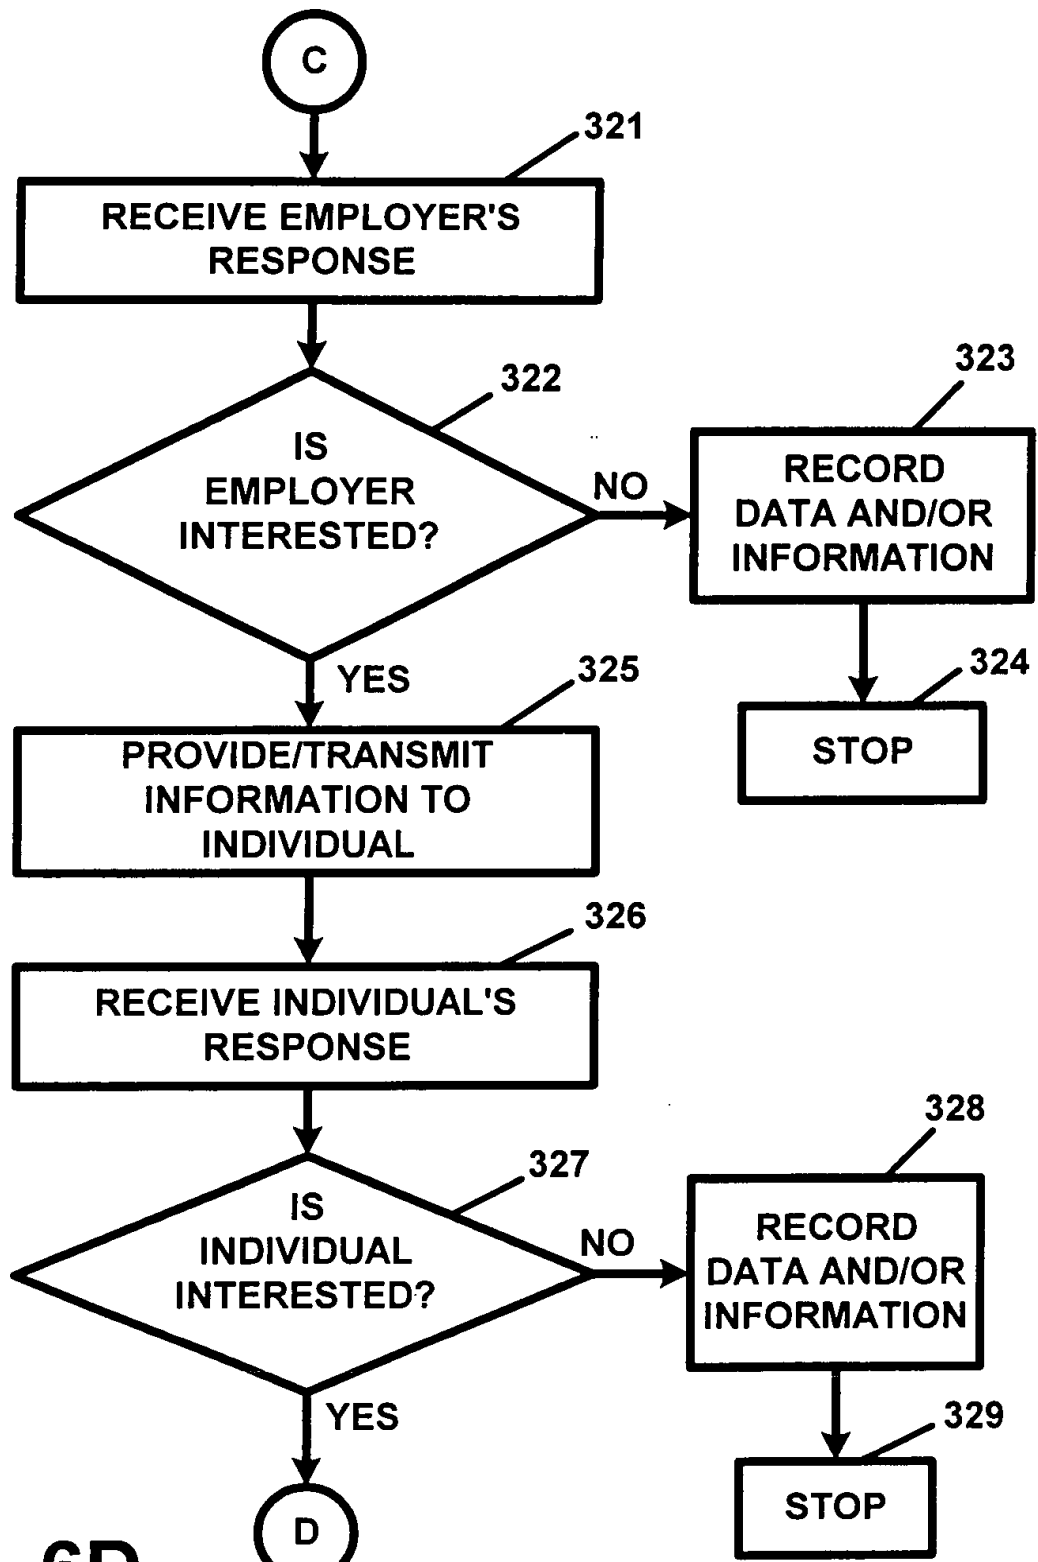 C
321
RECEIVE EMPLOYER'S
RESPONSE
322
IS
EMPLOYER
INTERESTED?
NO
323
RECORD
DATA AND/OR
INFORMATION
324
STOP
YES
325
PROVIDE/TRANSMIT
INFORMATION TO
INDIVIDUAL
326
RECEIVE INDIVIDUAL'S
RESPONSE
327
IS
INDIVIDUAL
INTERESTED?
NO
328
RECORD
DATA AND/OR
INFORMATION
329
STOP
YES
D
6D